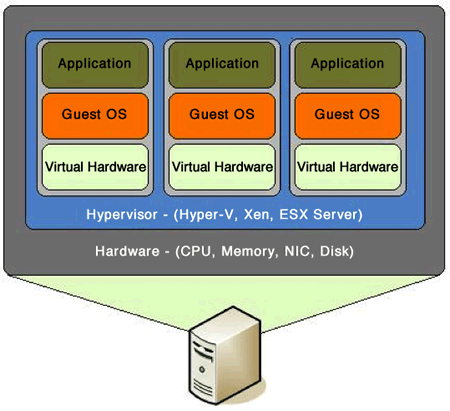 Application Application Application
Guest OS Guest OS Guest OS
Virtual Hardware Virtual Hardware Virtual Hardware
Hypervisor - (Hyper-V, Xen, ESX Server)
Hardware - (CPU, Memory, NIC, Disk)